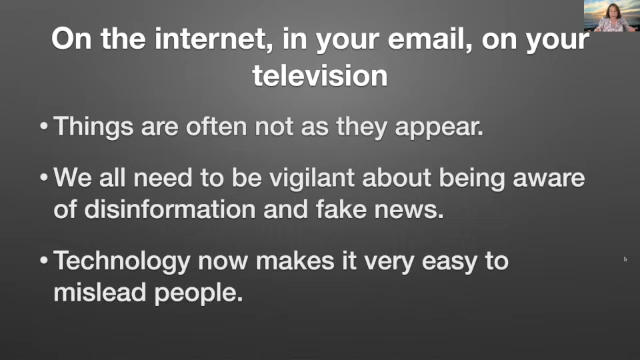 On the internet, in your email, on your
television
• Things are often not as they appear.
• We all need to be vigilant about being aware
of disinformation and fake news.
• Technology now makes it very easy to
mislead people.